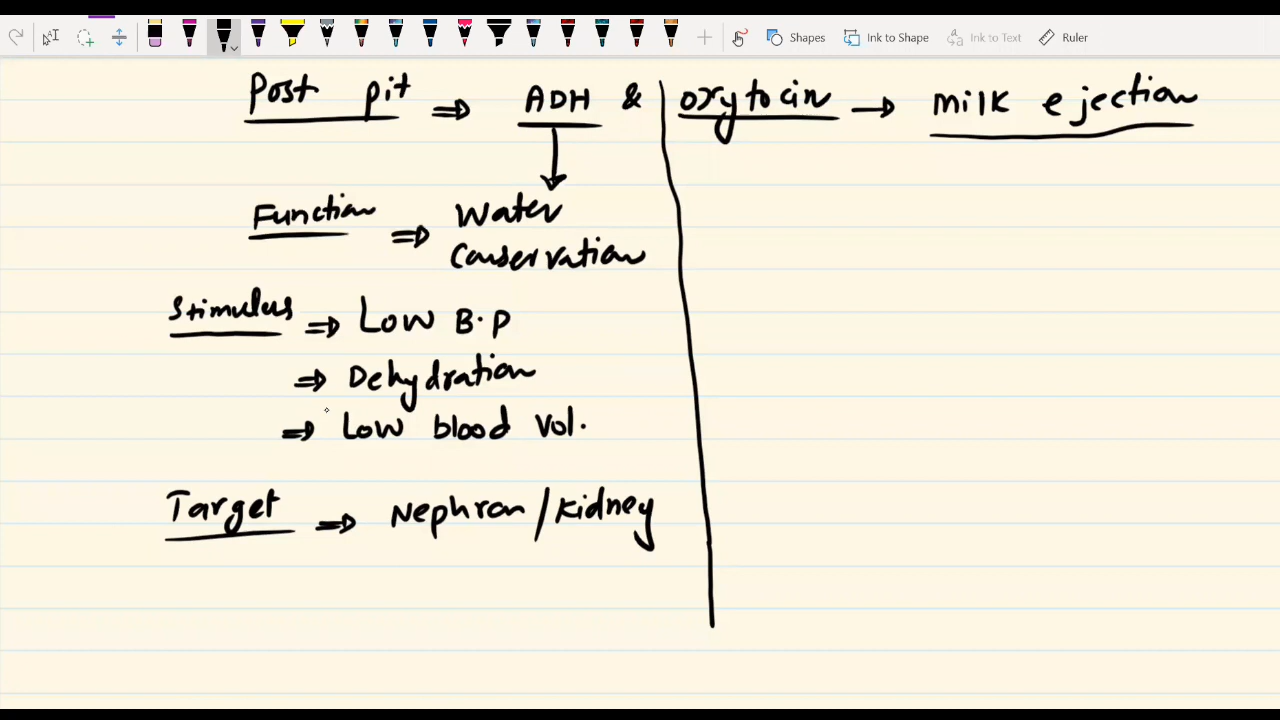 Shapes Ink to Shape Ink to Text Ruler
Post pit ⇒ ADH & oxytocin → milk ejection
Function ⇒ Water
Conservation
Stimulus ⇒ Low B.P
⇒ Dehydration
⇒ Low blood vol.
Target ⇒ Nephron/kidney